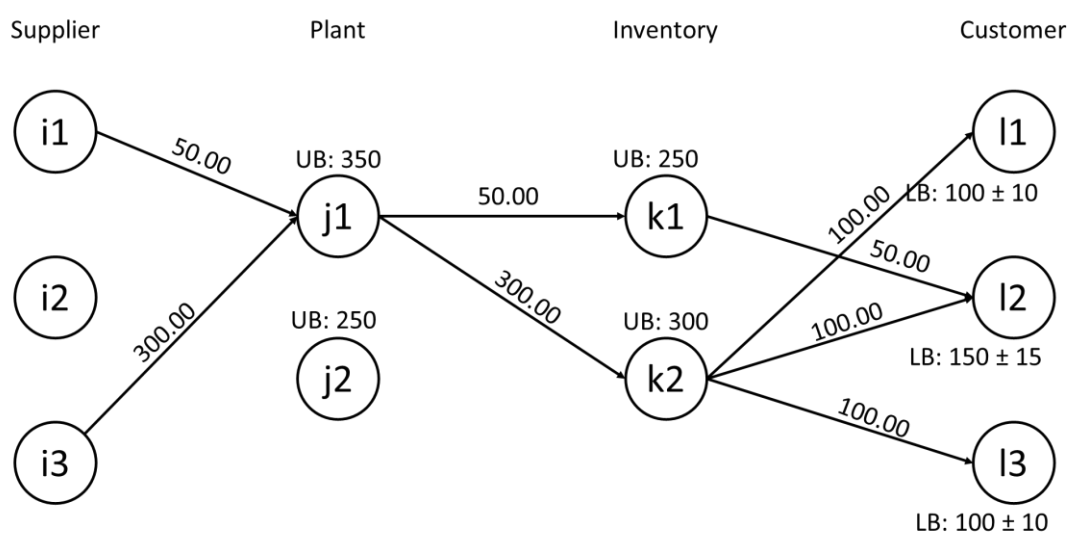 Supplier
Plant
Inventory
Customer
i1
50.00
UB: 350
j1
50.00
UB: 250
k1
100.00
l1
LB: 100 ± 10
50.00
i2
300.00
UB: 250
j2
300.00
UB: 300
k2
100.00
l2
LB: 150 ± 15
i3
100.00
l3
LB: 100 ± 10